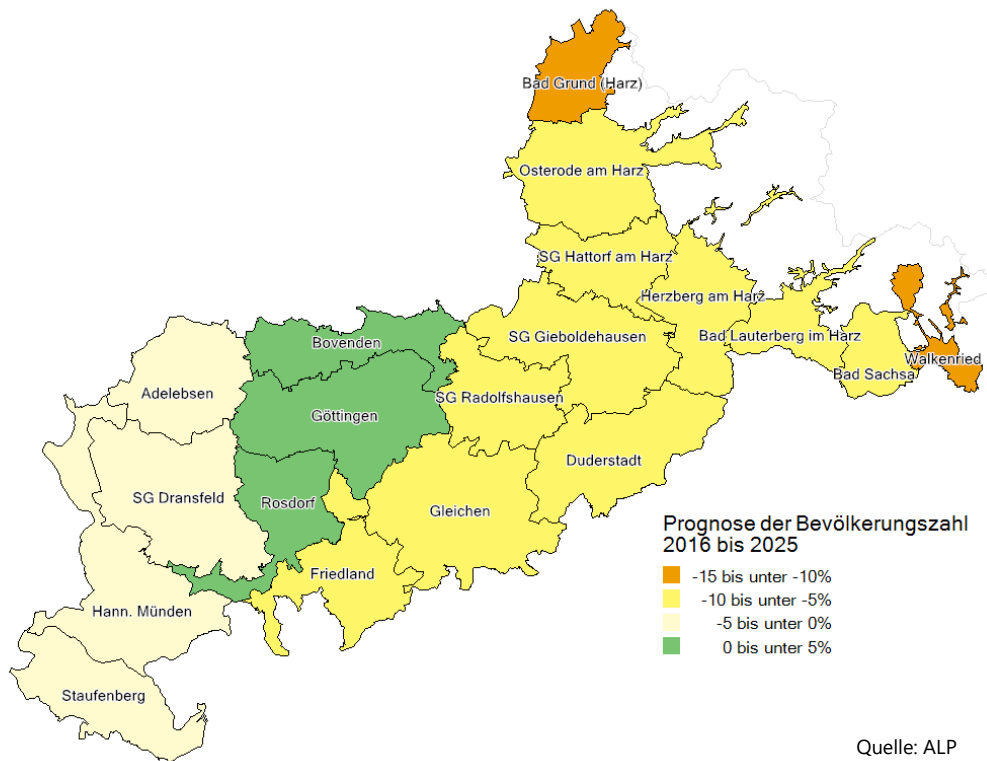 Bad Grund (Harz)
Osterode am Harz
SG Hattorf am Harz
Herzberg am Harz
SG Gieboldehausen
Bad Lauterberg im Harz
Bovenden
Walkenried
Bad Sachsa
Adelebsen
SG Radolfshausen
Göttingen
Duderstadt
SG Dransfeld
Rosdorf
Gleichen
Friedland
Hann. Münden
Staufenberg
Prognose der Bevölkerungszahl
2016 bis 2025
-15 bis unter -10%
-10 bis unter -5%
-5 bis unter 0%
0 bis unter 5%
Quelle: ALP